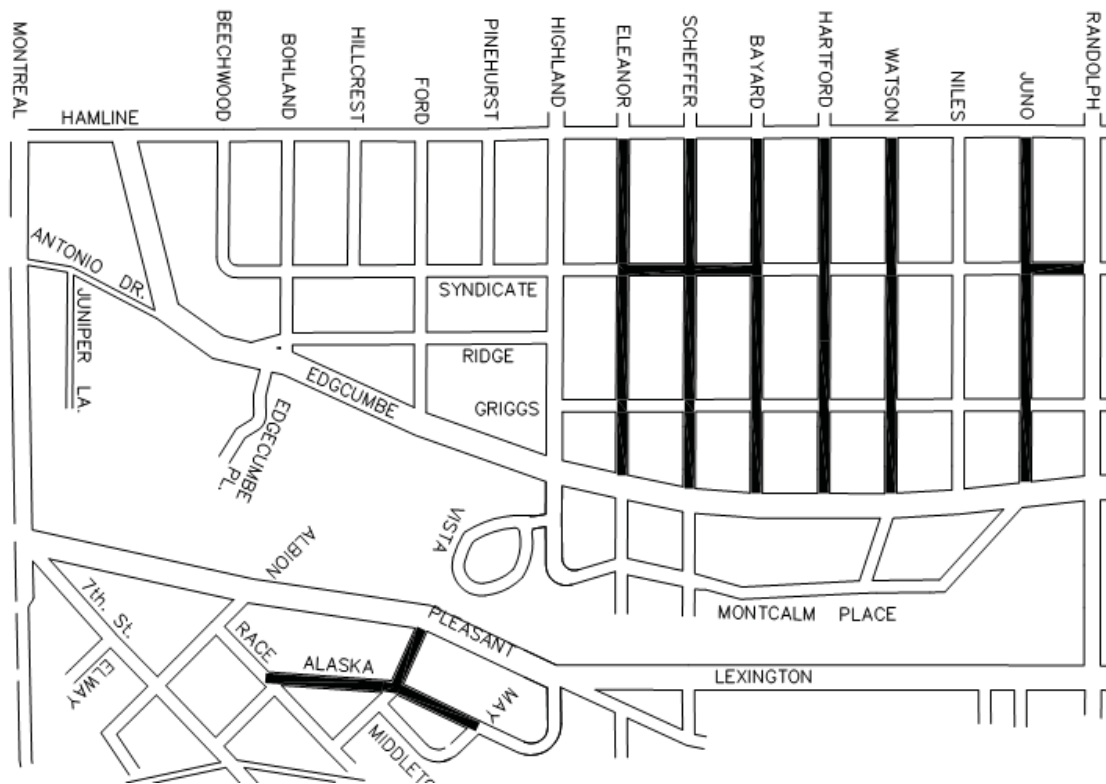 MONTREAL
BEECHWOOD
BOHLAND
HILLCREST
FORD
PINEHURST
HIGHLAND
ELEANOR
SCHEFFER
BAYARD
HARTFORD
WATSON
NILES
JUNO
RANDOLPH
HAMLINE
ANTONIO DR.
JUNIPER LA.
SYNDICATE
RIDGE
EDGCUMBE
GRIGGS
EDGECUMBE
PL.
VISTA
ALBION
7th. St.
PLEASANT
MONTCALM PLACE
RACE
ALASKA
LEXINGTON
ELWAY
MAY